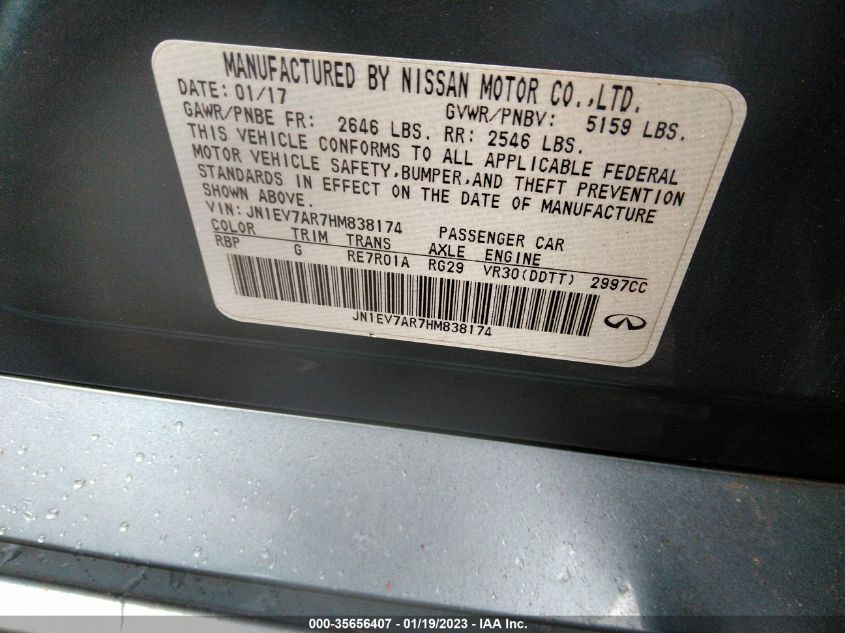 MANUFACTURED BY NISSAN MOTOR CO.,LTD.
DATE: 01/17 GVWR/PNBV: 5159 LBS.
GAWR/PNBE FR: 2646 LBS. RR: 2546 LBS.
THIS VEHICLE CONFORMS TO ALL APPLICABLE FEDERAL
MOTOR VEHICLE SAFETY,BUMPER,AND THEFT PREVENTION
STANDARDS IN EFFECT ON THE DATE OF MANUFACTURE
SHOWN ABOVE.
VIN: JN1EV7AR7HM838174 PASSENGER CAR
COLOR TRIM TRANS AXLE ENGINE
RBP G RE7R01A RG29 VR30(DDTT) 2997CC
JN1EV7AR7HM838174
000-35656407 - 01/19/2023 - IAA Inc.